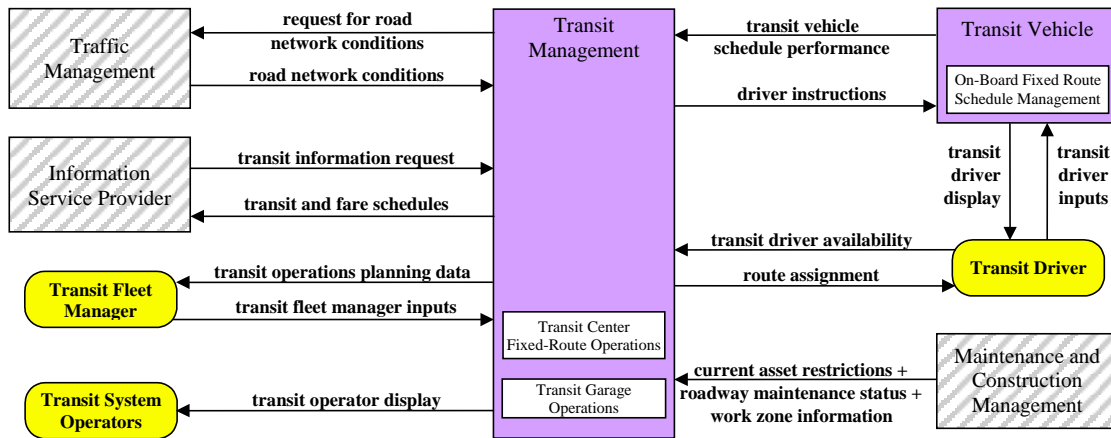 request for road
network conditions
Traffic
Management
road network conditions
Transit
Management
transit vehicle
schedule performance
Transit Vehicle
On-Board Fixed Route
Schedule Management
driver instructions
transit information request
Information
Service Provider
transit and fare schedules
transit
driver
display
transit
driver
inputs
transit driver availability
Transit Driver
route assignment
transit operations planning data
Transit Fleet
Manager
transit fleet manager inputs
Transit Center
Fixed-Route Operations
Transit Garage
Operations
current asset restrictions +
roadway maintenance status +
work zone information
Maintenance and
Construction
Management
Transit System
Operators
transit operator display